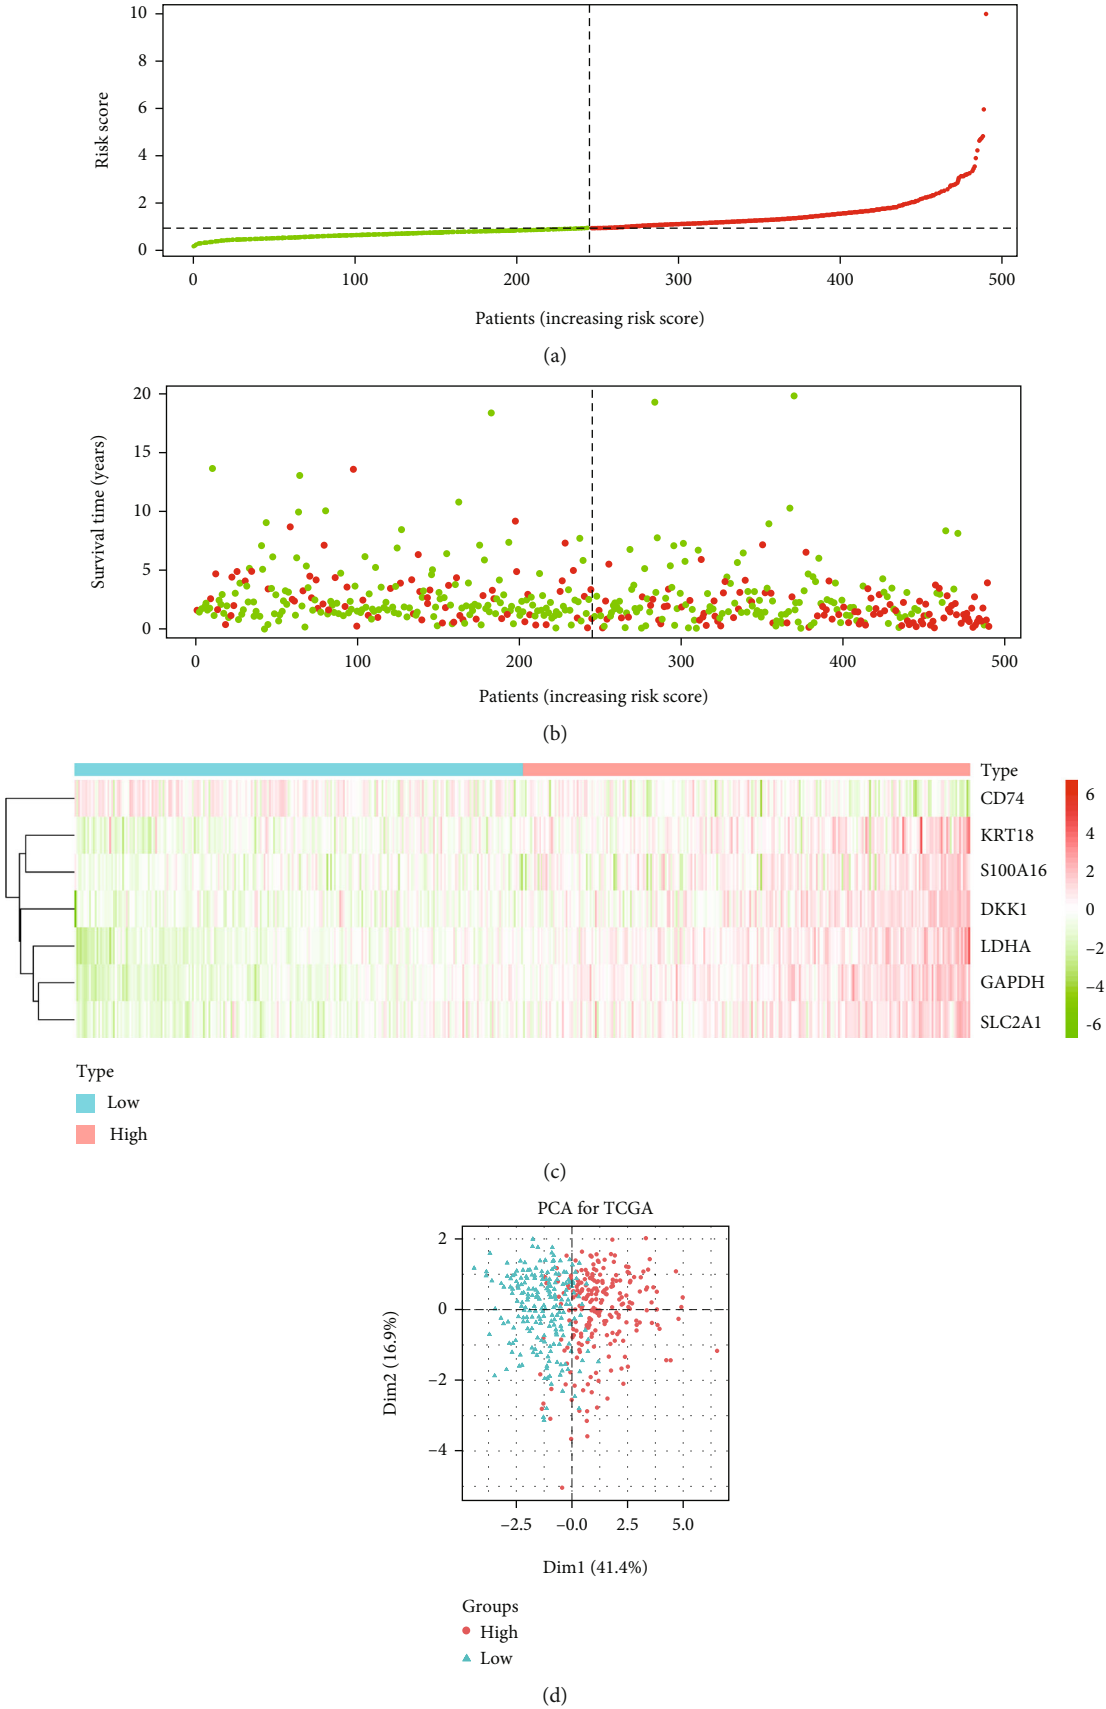 10
8
6
4
2
0
Risk score
0 100 200 300 400 500
Patients (increasing risk score)
(a)
20
15
10
5
0
Survival time (years)
0 100 200 300 400 500
Patients (increasing risk score)
(b)
Type
CD74
KRT18
S100A16
DKK1
LDHA
GAPDH
SLC2A1
6
4
2
0
−2
−4
-6
Type
Low
High
(c)
PCA for TCGA
2
0
−2
−4
Dim2 (16.9%)
−2.5 −0.0 2.5 5.0
Dim1 (41.4%)
Groups
High
Low
(d)